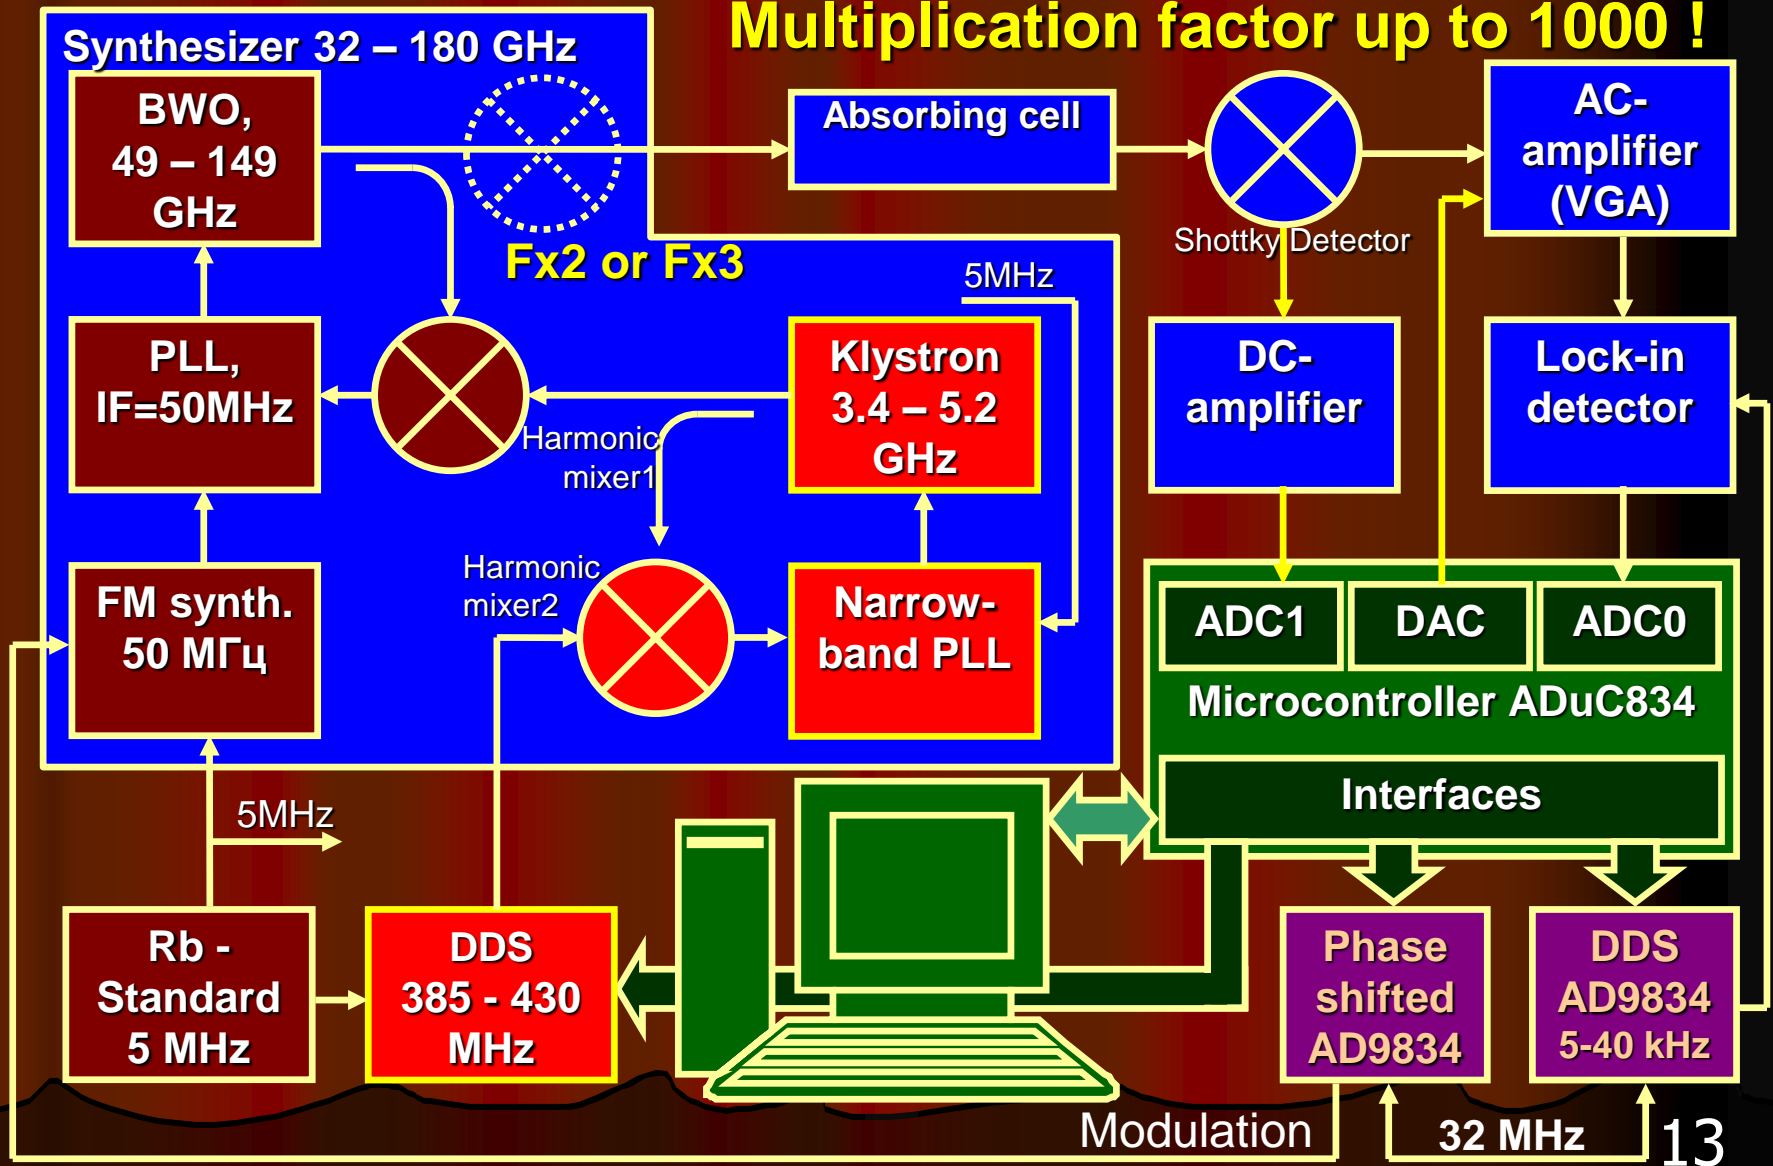 Multiplication factor up to 1000 !
Synthesizer 32 – 180 GHz
BWO,
49 – 149
GHz
Absorbing cell
AC-
amplifier
(VGA)
Shottky Detector
Fx2 or Fx3
5MHz
PLL,
IF=50MHz
Klystron
3.4 – 5.2
GHz
DC-
amplifier
Lock-in
detector
Harmonic
mixer1
Harmonic
mixer2
FM synth.
50 МГц
Narrow-
band PLL
ADC1
DAC
ADC0
Microcontroller ADuC834
Interfaces
5MHz
Rb -
Standard
5 MHz
DDS
385 - 430
MHz
Phase
shifted
AD9834
DDS
AD9834
5-40 kHz
Modulation
32 MHz
13